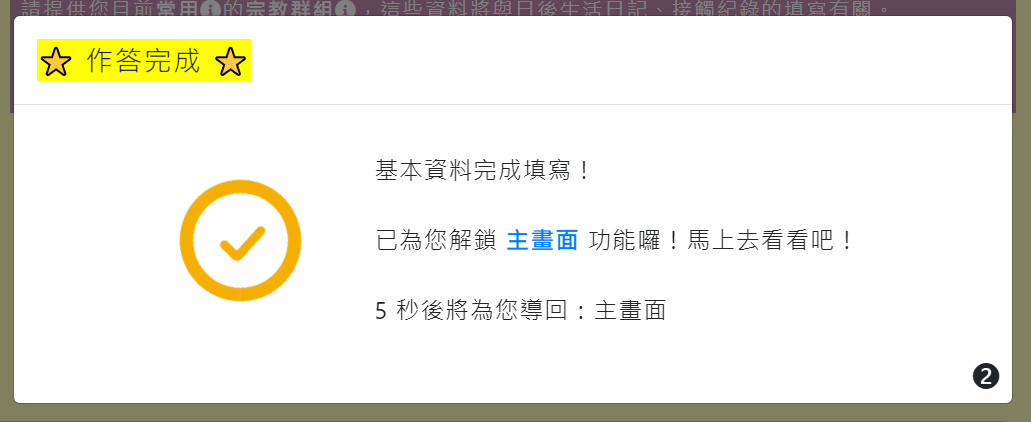 請提供您目前常用的宗教群組，這些資料將與日後生活日記、接觸紀錄的填寫有關。
作答完成
基本資料完成填寫！
已為您解鎖 主畫面 功能囉！馬上去看看吧！
5 秒後將為您導回：主畫面
2